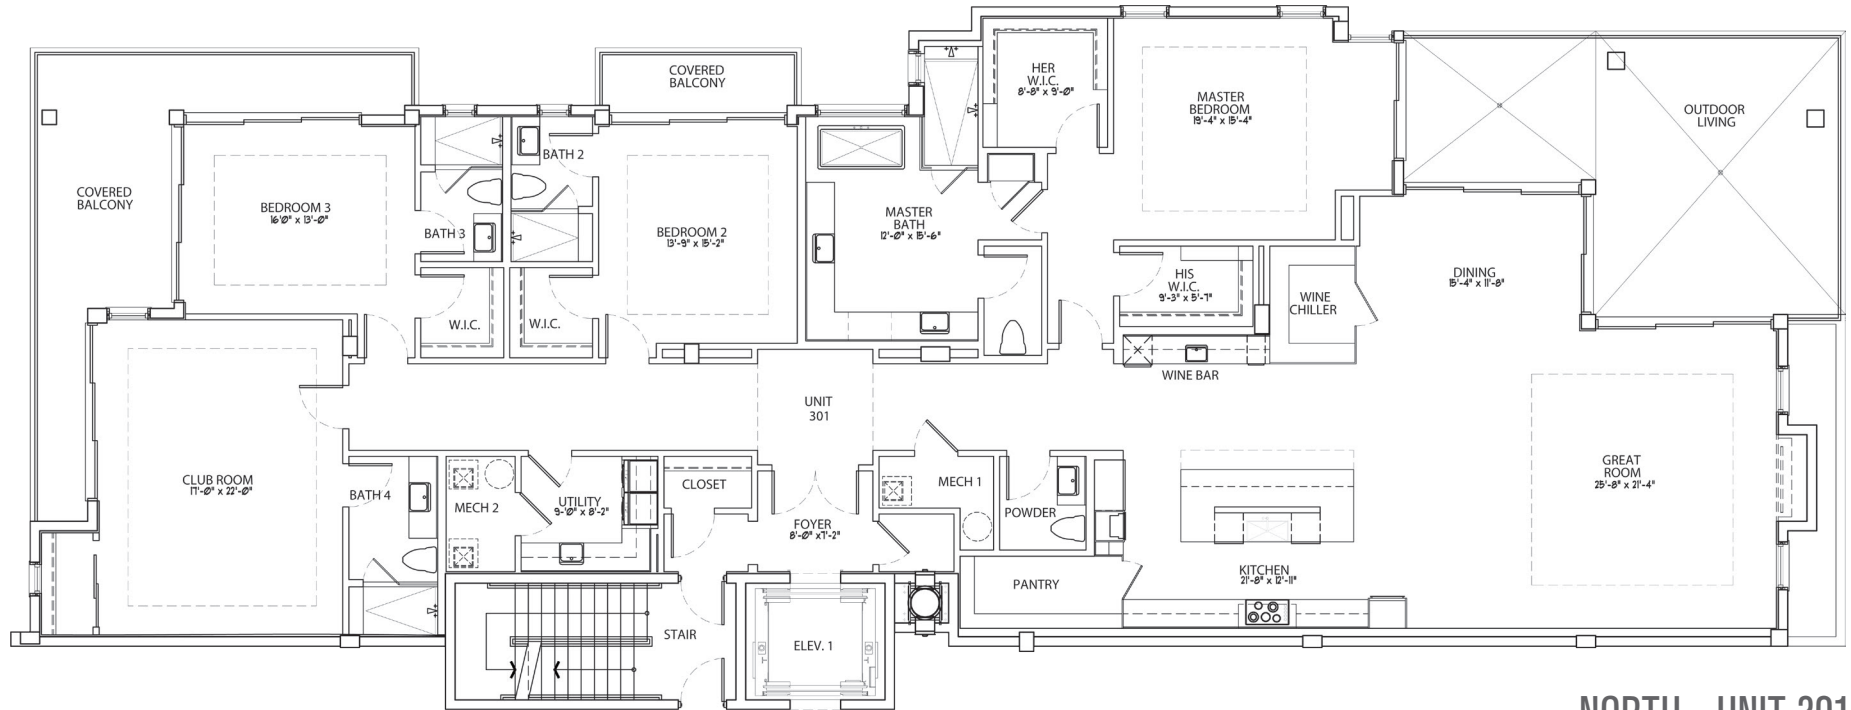 COVERED
BALCONY
HER
W.I.C.
8'-8" x 9'-0"
MASTER
BEDROOM
19'-4" x 15'-4"
OUTDOOR
LIVING
BATH 2
COVERED
BALCONY
BEDROOM 3
16'0" x 13'-0"
BATH 3
BEDROOM 2
13'-9" x 15'-2"
MASTER
BATH
12'-0" x 15'-6"
HIS
W.I.C.
9'-3" x 5'-7"
WINE
CHILLER
DINING
15'-4" x 11'-8"
W.I.C.
W.I.C.
WINE BAR
UNIT
301
CLUB ROOM
17'-0" x 22'-0"
BATH 4
MECH 2
UTILITY
9-'0" x 8'-2"
CLOSET
FOYER
8'-0" x7'-2"
MECH 1
POWDER
GREAT
ROOM
25'-8" x 21'-4"
PANTRY
KITCHEN
21'-8" x 12'-11"
STAIR
ELEV. 1